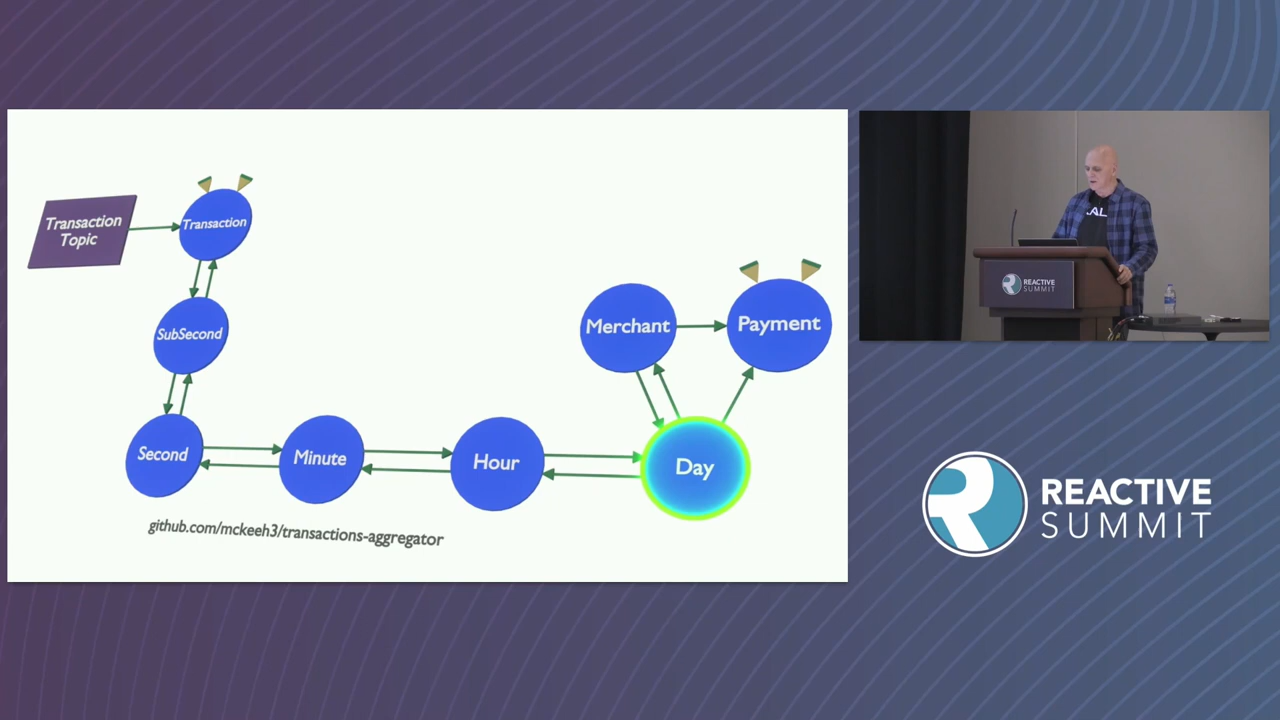 Transaction
Topic
Transaction
SubSecond
Second
Minute
Hour
Day
Merchant
Payment
github.com/mckeeh3/transactions-aggregator
AL
REACTIVE
SUMMIT
REACTIVE
SUMMIT